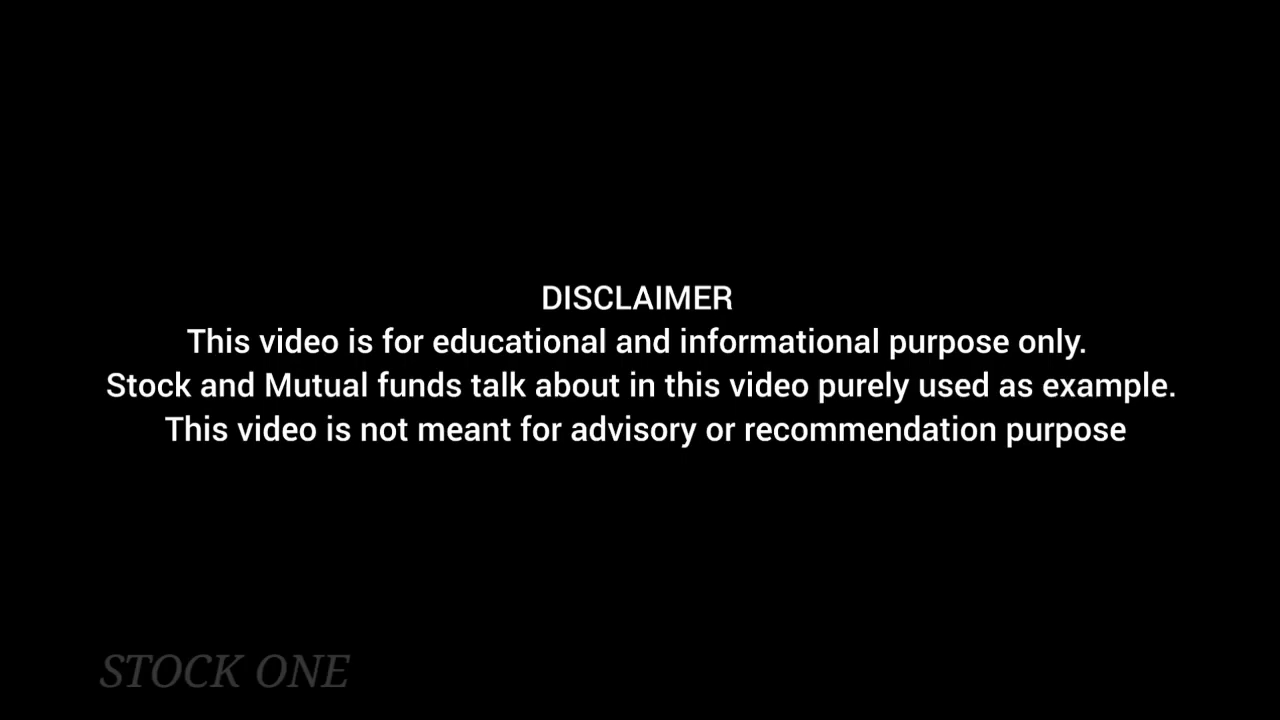 DISCLAIMER
This video is for educational and informational purpose only.
Stock and Mutual funds talk about in this video purely used as example.
This video is not meant for advisory or recommendation purpose
STOCK ONE